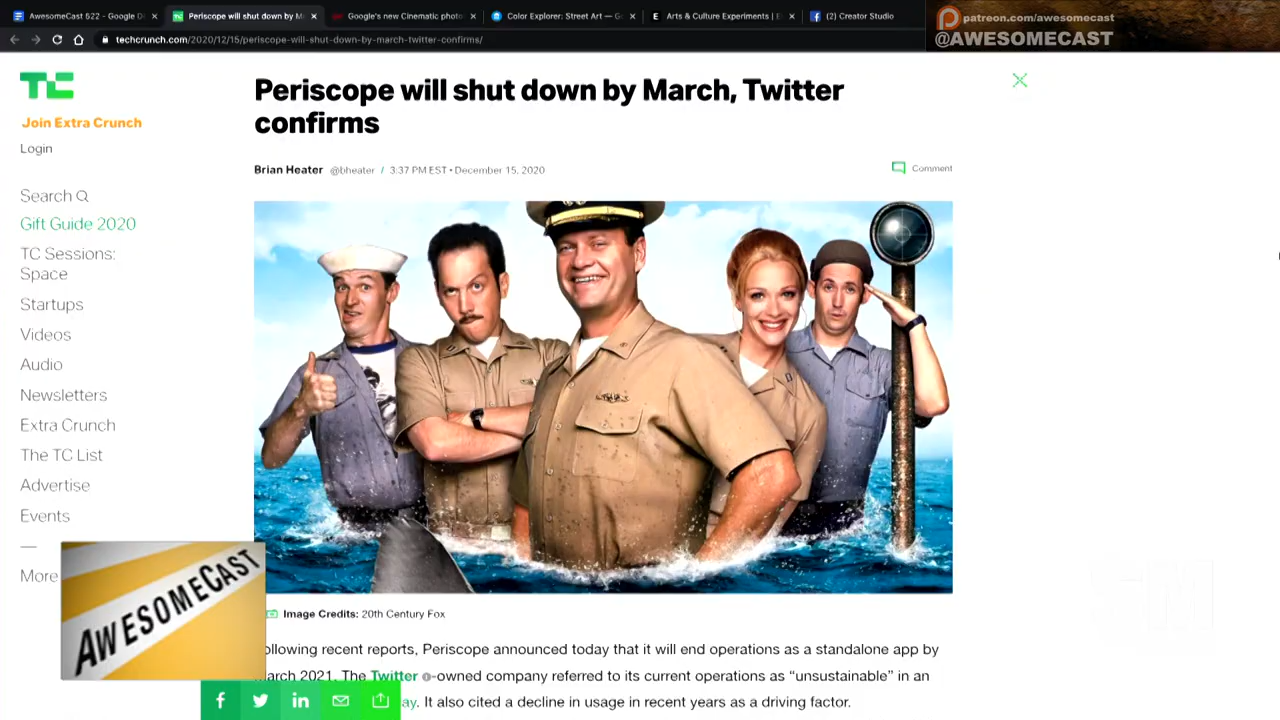 AwesomeCast 522 - Google D
Periscope will shut down by M
Google's new Cinematic photo
Color Explorer: Street Art — G
Arts & Culture Experiments | E
(2) Creator Studio
patreon.com/awesomecast
@AWESOMECAST
techcrunch.com/2020/12/15/periscope-will-shut-down-by-march-twitter-confirms/
TC
Join Extra Crunch
Login
Search
Gift Guide 2020
TC Sessions:
Space
Startups
Videos
Audio
Newsletters
Extra Crunch
The TC List
Advertise
Events
More
Periscope will shut down by March, Twitter
confirms
Brian Heater @bheater / 3:37 PM EST • December 15, 2020
Comment
Image Credits: 20th Century Fox
ollowing recent reports, Periscope announced today that it will end operations as a standalone app by
arch 2021. The Twitter-owned company referred to its current operations as “unsustainable” in an
ay. It also cited a decline in usage in recent years as a driving factor.
AWESOMECAST